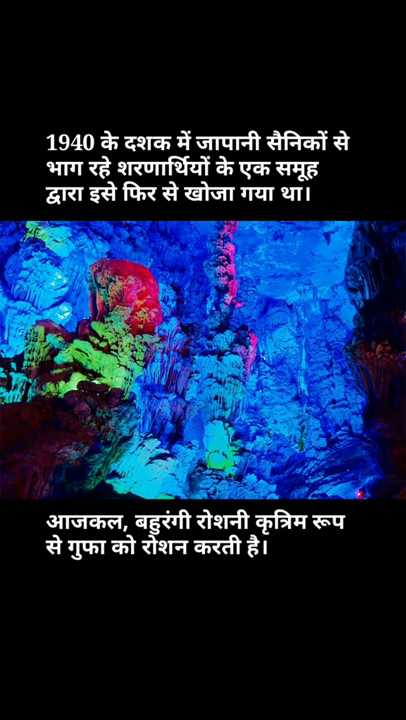 1940 के दशक में जापानी सैनिकों से
भाग रहे शरणार्थियों के एक समूह
द्वारा इसे फिर से खोजा गया था।
आजकल, बहुरंगी रोशनी कृत्रिम रूप
से गुफा को रोशन करती है।